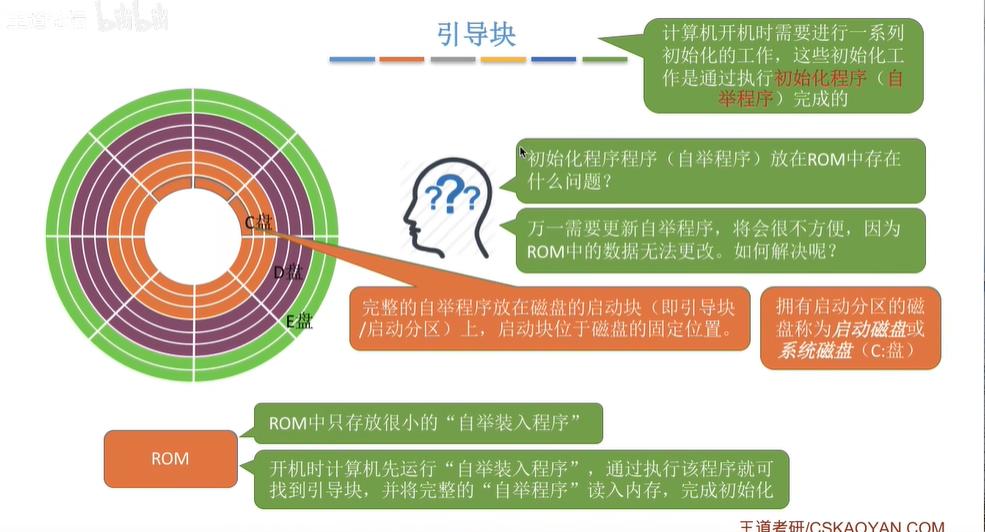 引导块
计算机开机时需要进行一系列
初始化的工作，这些初始化工
作是通过执行初始化程序（自
举程序）完成的
初始化程序程序（自举程序）放在ROM中存在
什么问题？
万一需要更新自举程序，将会很不方便，因为
ROM中的数据无法更改。如何解决呢？
???
C盘
D盘
E盘
完整的自举程序放在磁盘的启动块（即引导块
/启动分区）上，启动块位于磁盘的固定位置。
拥有启动分区的磁
盘称为启动磁盘或
系统磁盘（C:盘）
ROM
ROM中只存放很小的“自举装入程序”
开机时计算机先运行“自举装入程序”，通过执行该程序就可
找到引导块，并将完整的“自举程序”读入内存，完成初始化
王道考研/CSKAOYAN.COM